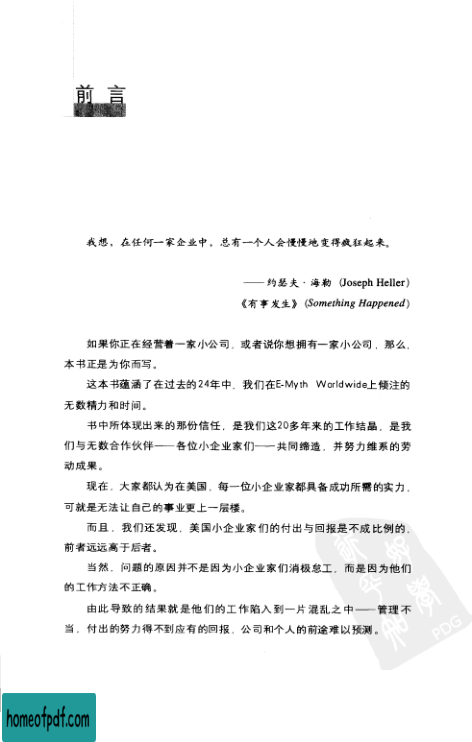 前言
我想，在任何一家企业中，总有一个人会慢慢地变得疯狂起来。
——约瑟夫·海勒 (Joseph Heller)
《有事发生》(Something Happened)
如果你正在经营着一家小公司，或者说你想拥有一家小公司，那么，
本书正是为你而写。
这本书蕴涵了在过去的24年中，我们在E-Myth Worldwide上倾注的
无数精力和时间。
书中所体现出来的那份信任，是我们这20多年来的工作结晶，是我
们与无数合作伙伴——各位小企业家们——共同缔造，并努力维系的劳
动成果。
现在，大家都认为在美国，每一位小企业家都具备成功所需的实力，
可就是无法让自己的事业更上一层楼。
而且，我们还发现，美国小企业家们的付出与回报是不成比例的，
前者远远高于后者。
当然，问题的原因并不是因为小企业家们消极怠工，而是因为他们
的工作方法不正确。
由此导致的结果就是他们的工作陷入到一片混乱之中——管理不
当，付出的努力得不到应有的回报，公司和个人的前途难以预测。
PDG
homeofpdf.com